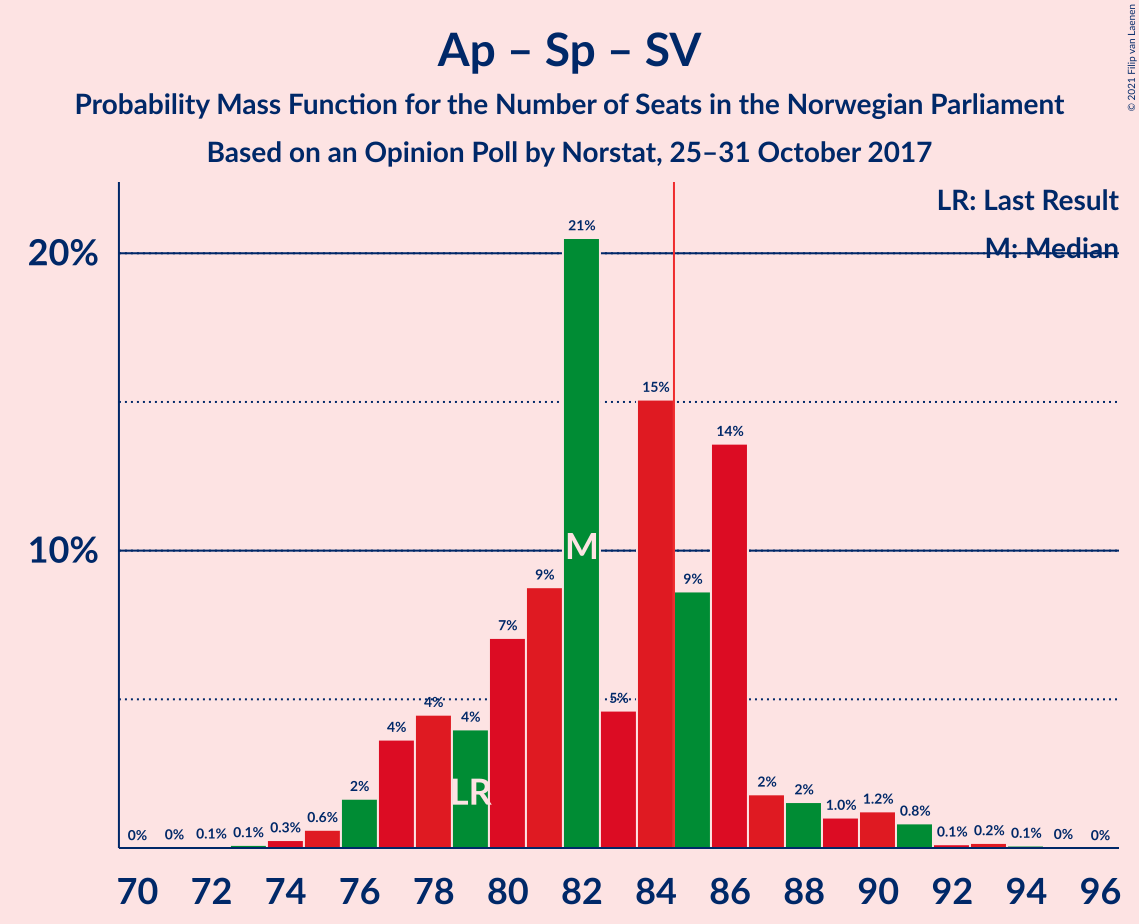 Ap – Sp – SV
Probability Mass Function for the Number of Seats in the Norwegian Parliament
Based on an Opinion Poll by Norstat, 25–31 October 2017
© 2021 Filip van Laenen
LR: Last Result
M: Median
20%
10%
0% 0% 0.1% 0.1% 0.3% 0.6% 2% 4% 4% 4% 7% 9% 21% 5% 15% 9% 14% 2% 2% 1.0% 1.2% 0.8% 0.1% 0.2% 0.1% 0% 0%
M
LR
70 72 74 76 78 80 82 84 86 88 90 92 94 96